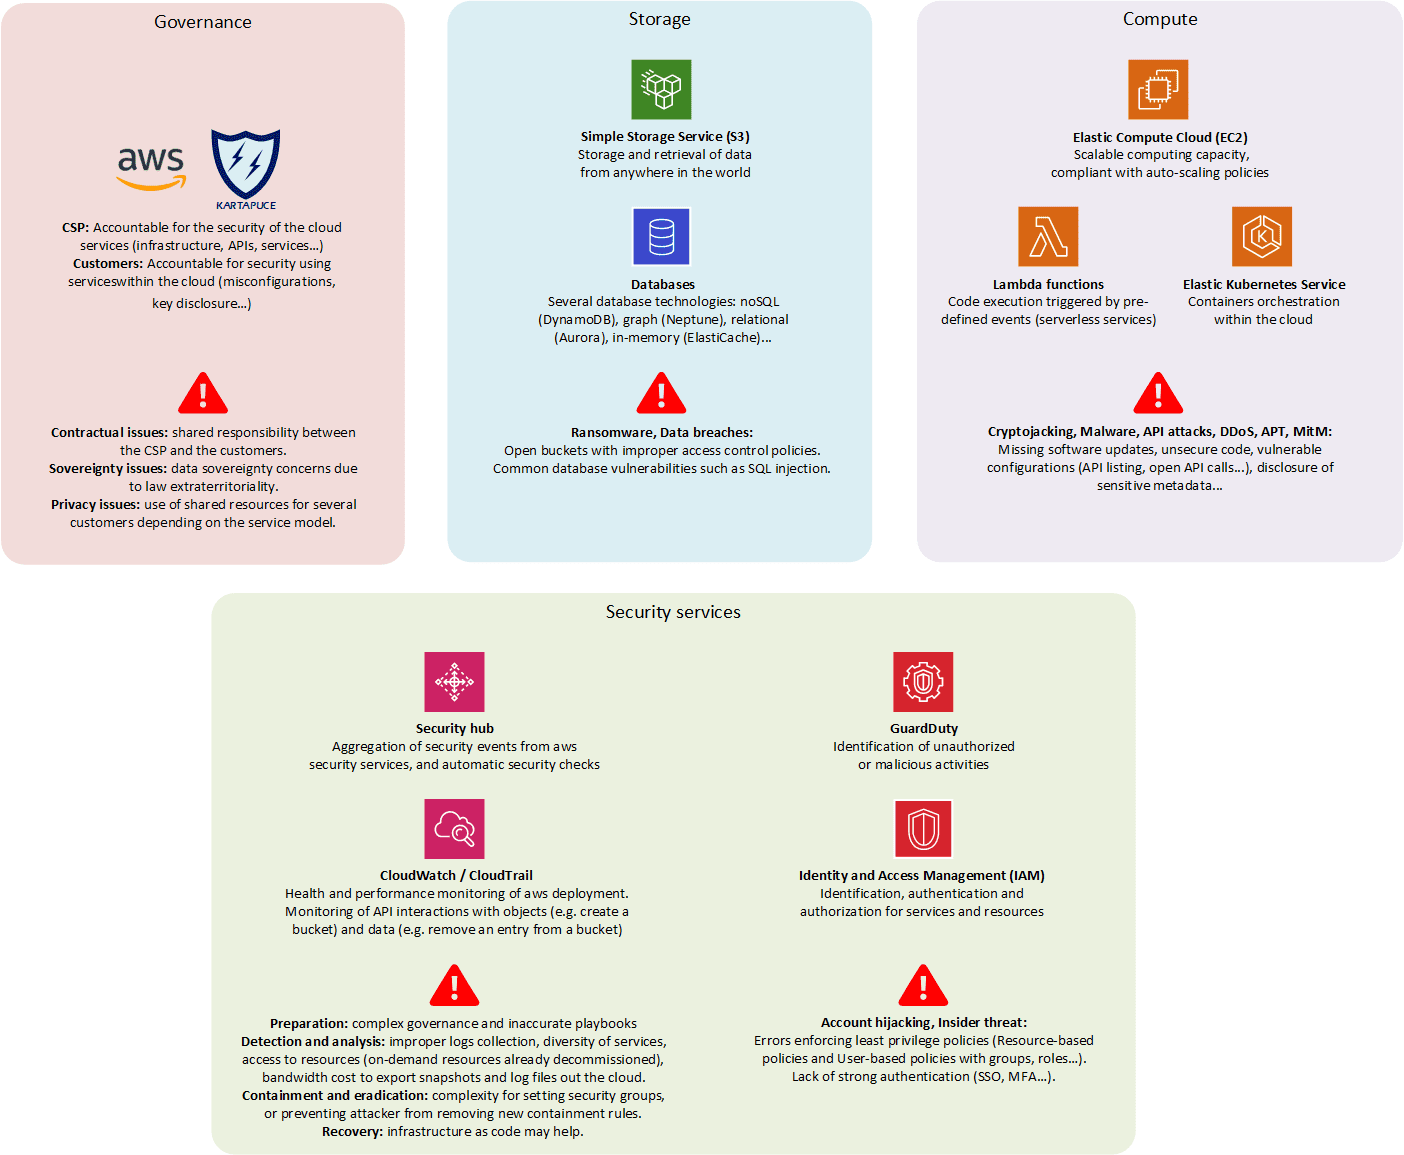 Governance
aws
KARTAPUCE
CSP: Accountable for the security of the cloud
services (infrastructure, APIs, services...)
Customers: Accountable for security using
serviceswithin the cloud (misconfigurations,
key disclosure...)
Contractual issues: shared responsibility between
the CSP and the customers.
Sovereignty issues: data sovereignty concerns due
to law extraterritoriality.
Privacy issues: use of shared resources for several
customers depending on the service model.
Storage
Simple Storage Service (S3)
Storage and retrieval of data
from anywhere in the world
Databases
Several database technologies: noSQL
(DynamoDB), graph (Neptune), relational
(Aurora), in-memory (ElastiCache)...
Ransomware, Data breaches:
Open buckets with improper access control policies.
Common database vulnerabilities such as SQL injection.
Compute
Elastic Compute Cloud (EC2)
Scalable computing capacity,
compliant with auto-scaling policies
Lambda functions
Code execution triggered by pre-
defined events (serverless services)
K
Elastic Kubernetes Service
Containers orchestration
within the cloud
Cryptojacking, Malware, API attacks, DDoS, APT, MitM:
Missing software updates, unsecure code, vulnerable
configurations (API listing, open API calls...), disclosure of
sensitive metadata...
Security services
Security hub
Aggregation of security events from aws
security services, and automatic security checks
GuardDuty
Identification of unauthorized
or malicious activities
CloudWatch / CloudTrail
Health and performance monitoring of aws deployment.
Monitoring of API interactions with objects (e.g. create a
bucket) and data (e.g. remove an entry from a bucket)
Identity and Access Management (IAM)
Identification, authentication and
authorization for services and resources
Preparation: complex governance and inaccurate playbooks
Detection and analysis: improper logs collection, diversity of services,
access to resources (on-demand resources already decommissioned),
bandwidth cost to export snapshots and log files out the cloud.
Containment and eradication: complexity for setting security groups,
or preventing attacker from removing new containment rules.
Recovery: infrastructure as code may help.
Account hijacking, Insider threat:
Errors enforcing least privilege policies (Resource-based
policies and User-based policies with groups, roles...).
Lack of strong authentication (SSO, MFA...).